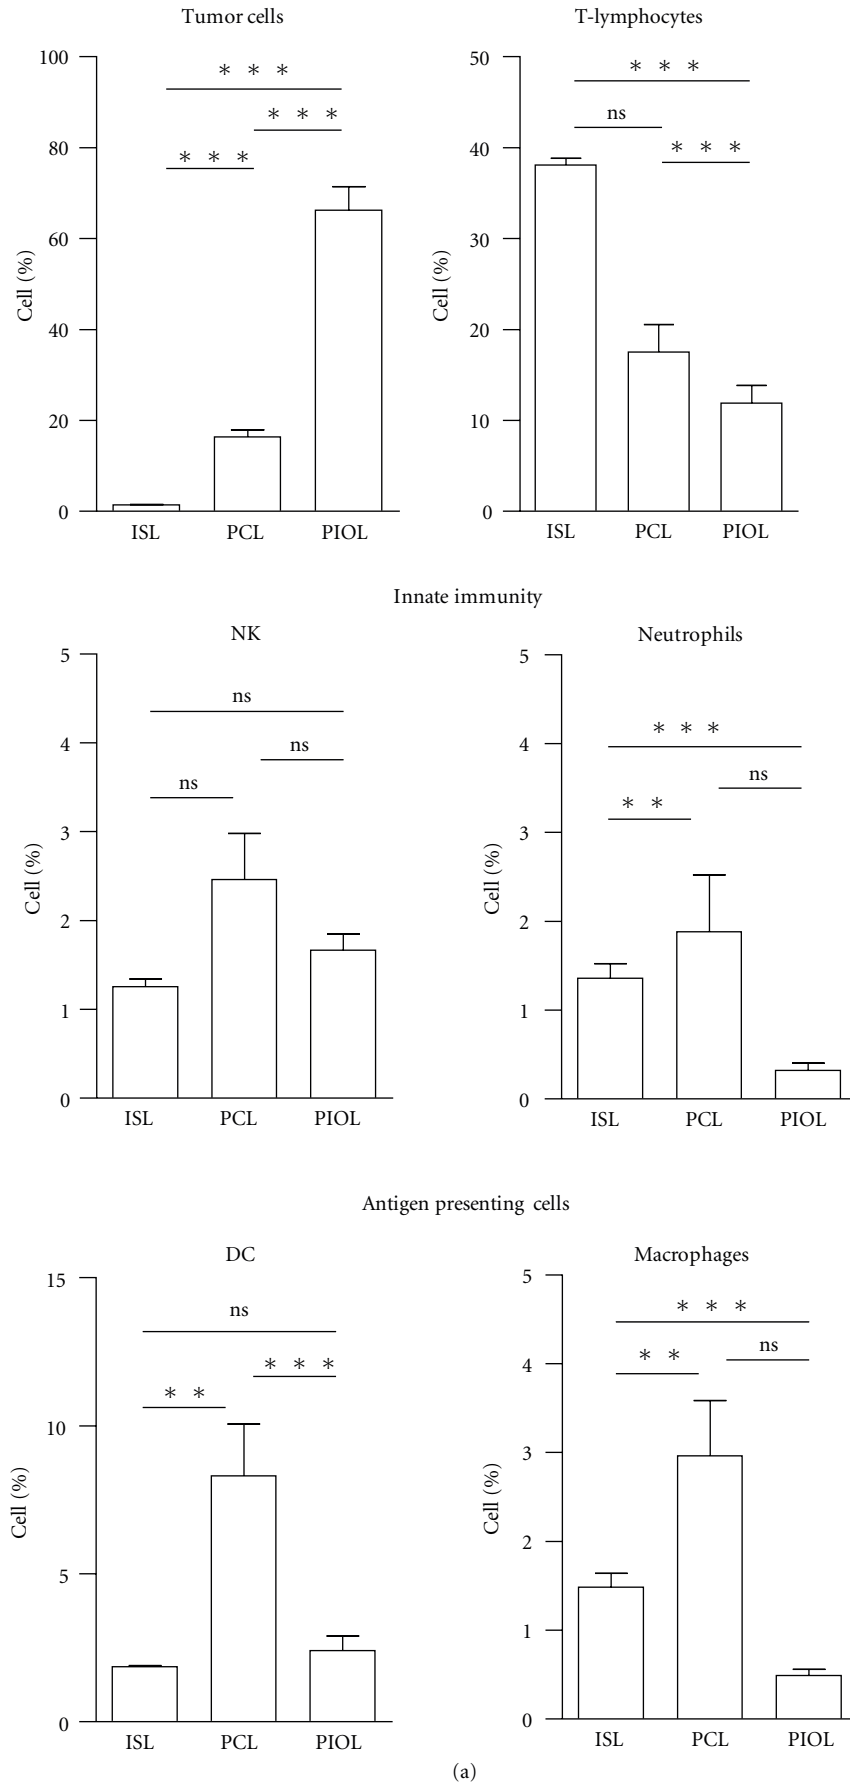 Tumor cells
T-lymphocytes
100
80
60
40
20
0
Cell (%)
∗ ∗ ∗
∗ ∗ ∗
∗ ∗ ∗
ISL PCL PIOL
50
40
30
20
10
0
Cell (%)
∗ ∗ ∗
ns
∗ ∗ ∗
ISL PCL PIOL
Innate immunity
NK
5
4
3
2
1
0
Cell (%)
ns
ns
ns
ISL PCL PIOL
Neutrophils
5
4
3
2
1
0
Cell (%)
∗ ∗ ∗
ns
∗ ∗
ISL PCL PIOL
Antigen presenting cells
DC
15
10
5
0
Cell (%)
ns
∗ ∗ ∗
∗ ∗
ISL PCL PIOL
Macrophages
5
4
3
2
1
0
Cell (%)
∗ ∗ ∗
ns
∗ ∗
ISL PCL PIOL
(a)